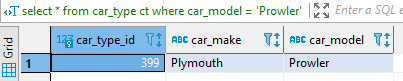 select * from car_type ct where car_model = 'Prowler'
Enter a SQL e
Grid
123 car_type_id ABC car_make ABC car_model
1 399 Plymouth Prowler